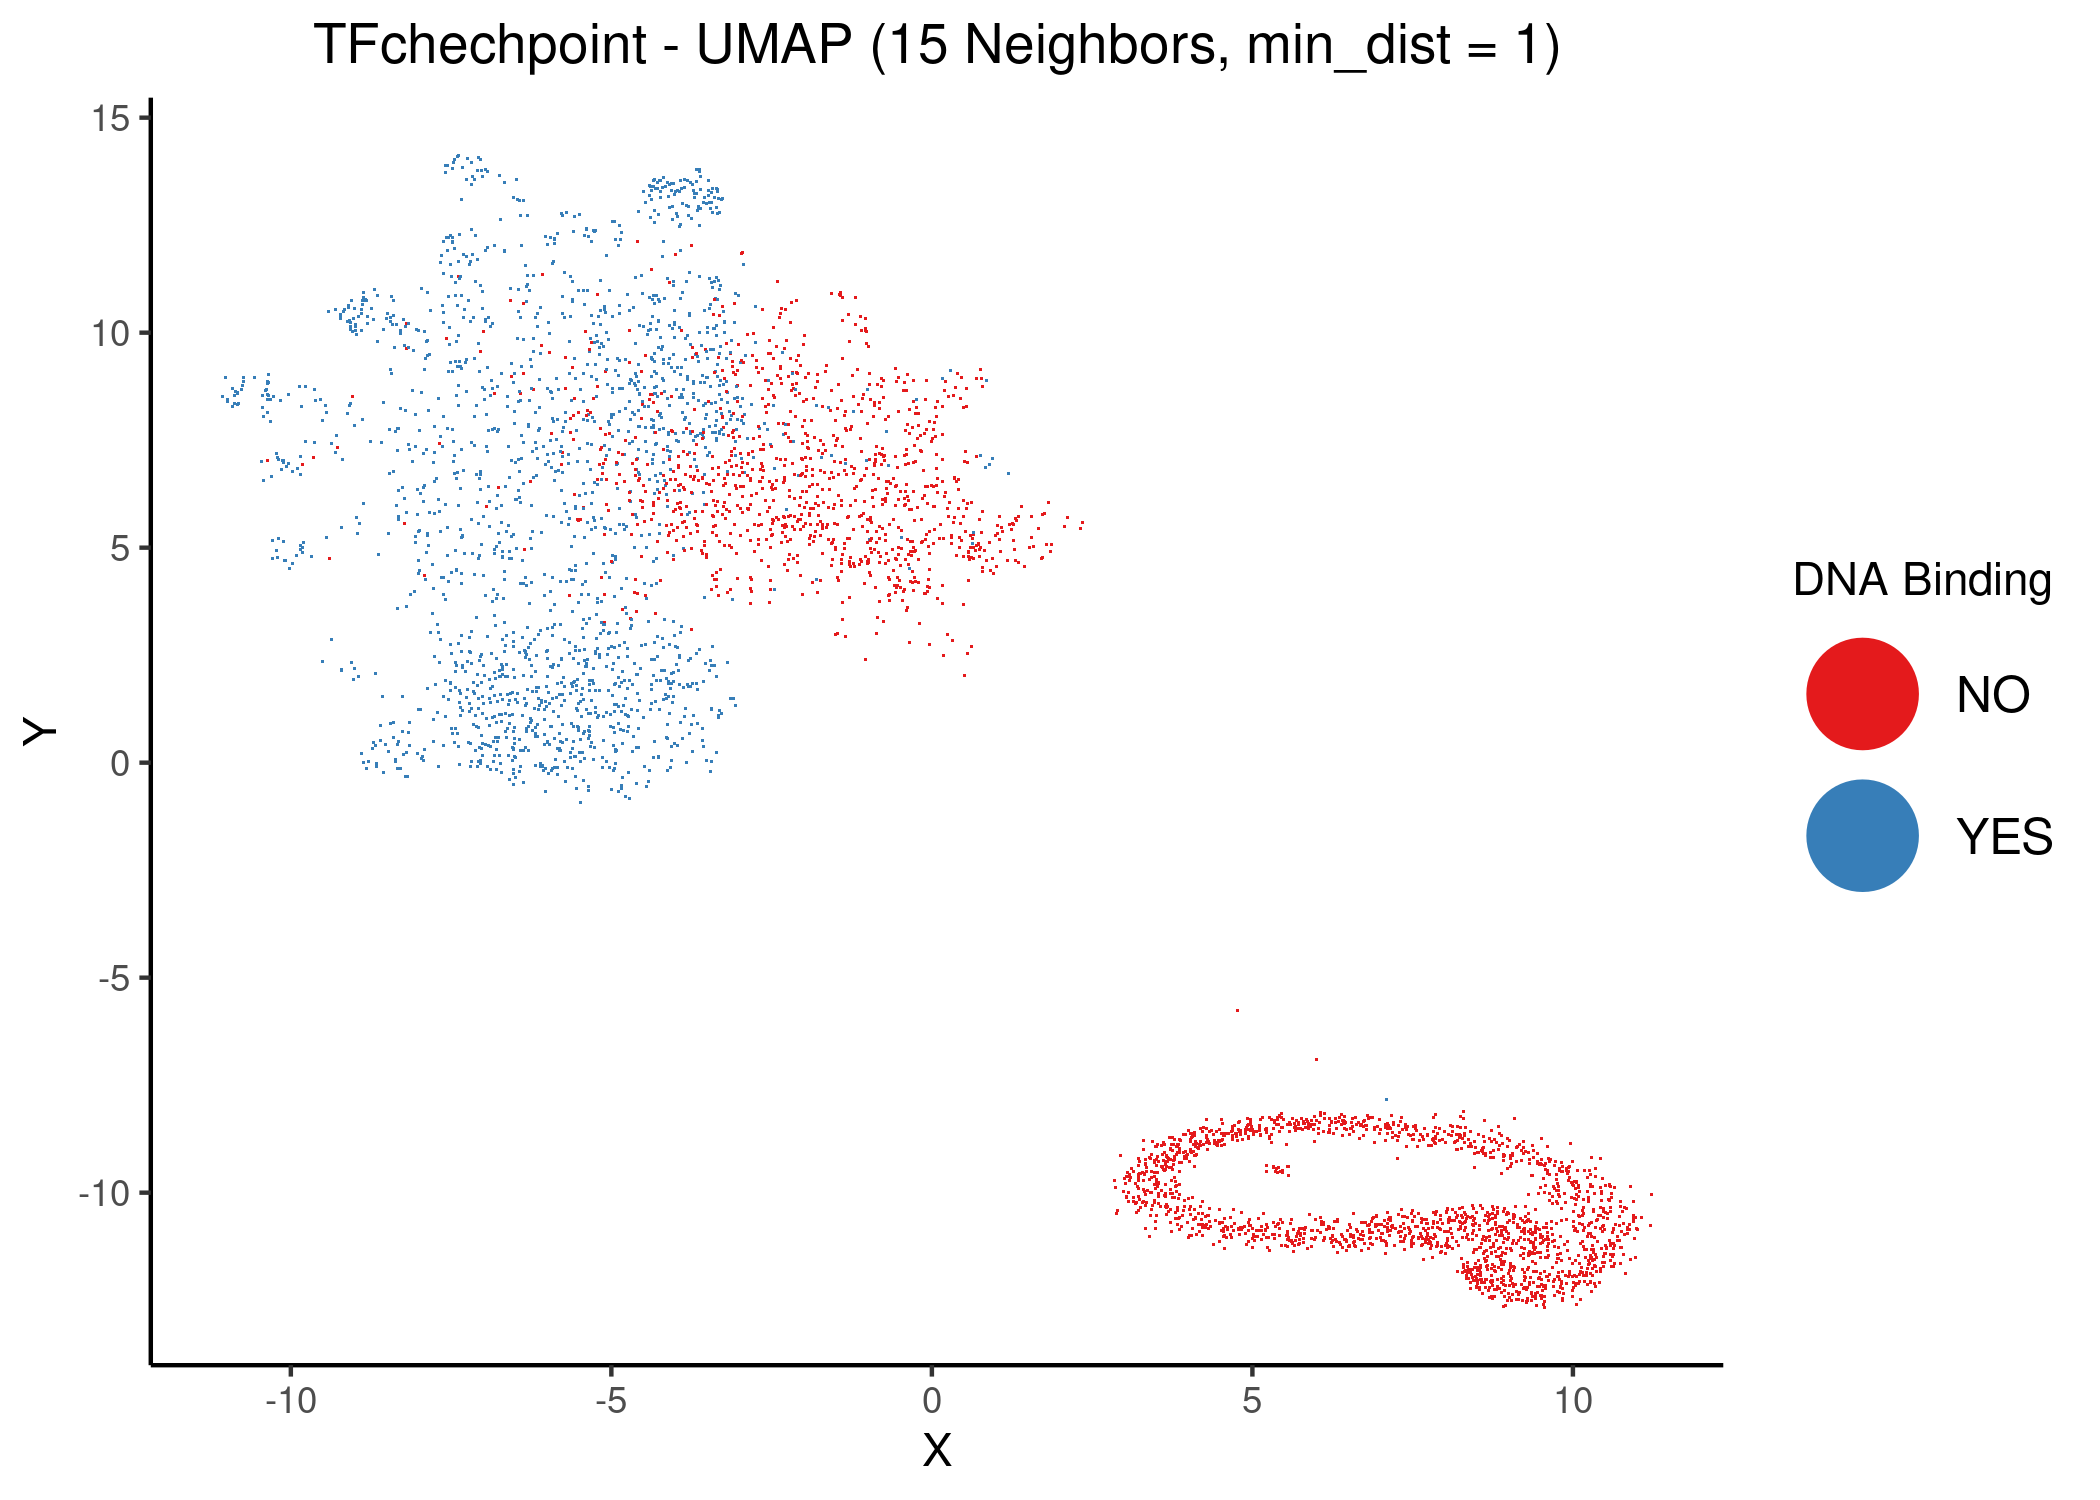 TFchechpoint - UMAP (15 Neighbors, min_dist = 1)
15
10
5
0
-5
-10
Y
-10
-5
0
5
10
X
DNA Binding
NO
YES